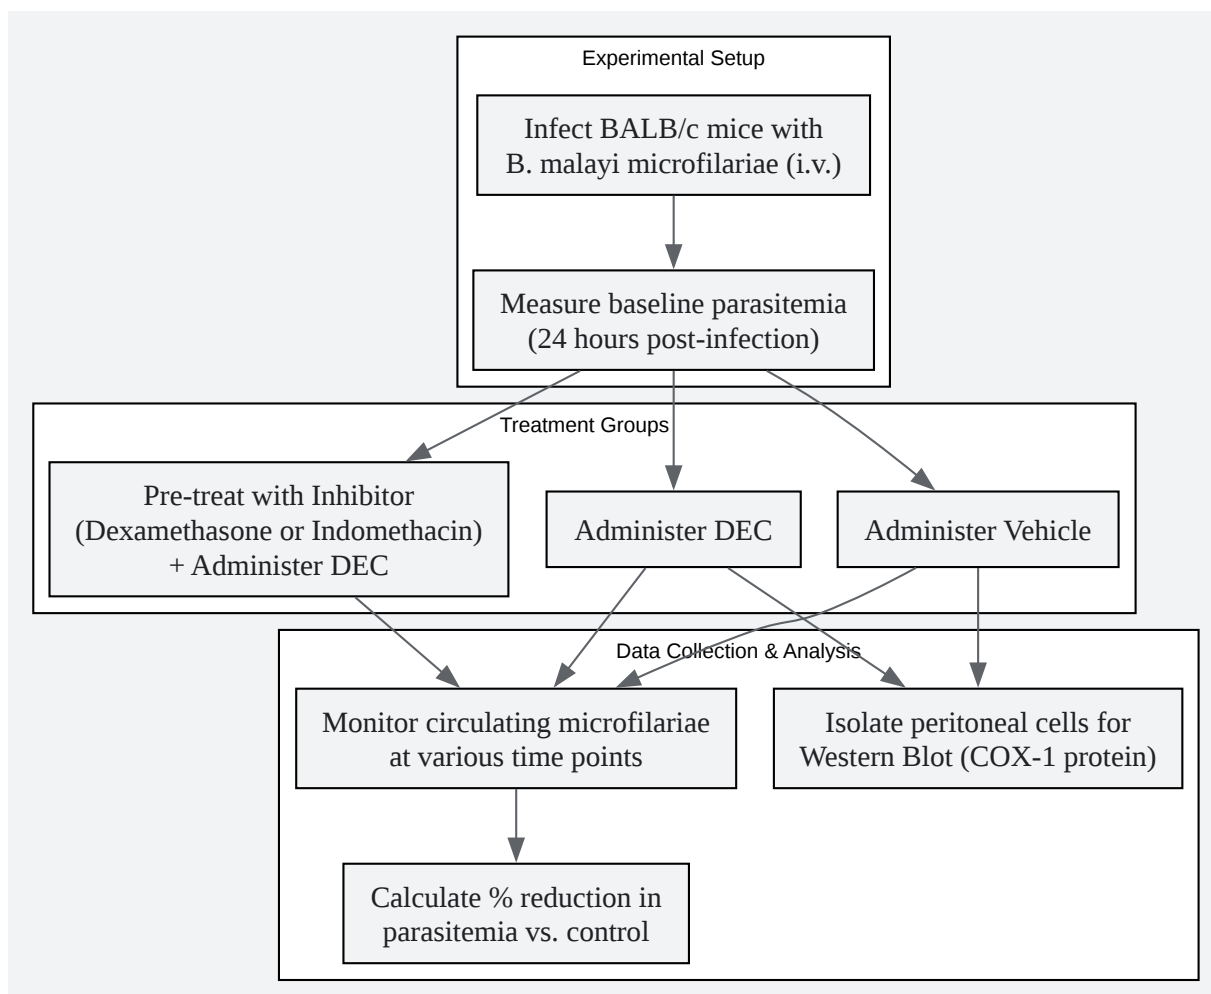 Experimental Setup
Infect BALB/c mice with
B. malayi microfilariae (i.v.)
Measure baseline parasitemia
(24 hours post-infection)
Treatment Groups
Pre-treat with Inhibitor
(Dexamethasone or Indomethacin)
+ Administer DEC
Administer DEC
Administer Vehicle
Data Collection & Analysis
Monitor circulating microfilariae
at various time points
Isolate peritoneal cells for
Western Blot (COX-1 protein)
Calculate % reduction in
parasitemia vs. control